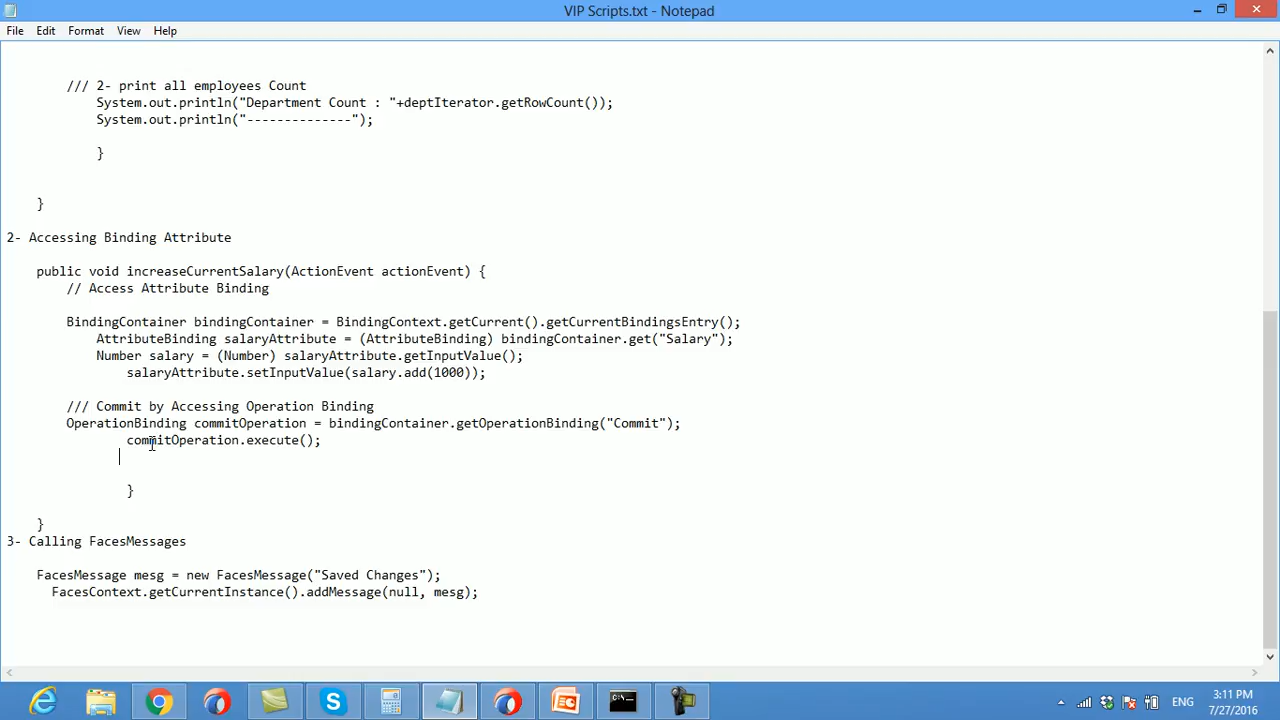 VIP Scripts.txt - Notepad
File Edit Format View Help
/// 2- print all employees Count
System.out.println("Department Count : "+deptIterator.getRowCount());
System.out.println("--------------");
}
}
2- Accessing Binding Attribute
public void increaseCurrentSalary(ActionEvent actionEvent) {
// Access Attribute Binding
BindingContainer bindingContainer = BindingContext.getCurrent().getCurrentBindingsEntry();
AttributeBinding salaryAttribute = (AttributeBinding) bindingContainer.get("Salary");
Number salary = (Number) salaryAttribute.getInputValue();
salaryAttribute.setInputValue(salary.add(1000));
/// Commit by Accessing Operation Binding
OperationBinding commitOperation = bindingContainer.getOperationBinding("Commit");
commitOperation.execute();
}
}
3- Calling FacesMessages
FacesMessage mesg = new FacesMessage("Saved Changes");
FacesContext.getCurrentInstance().addMessage(null, mesg);
ENG
3:11 PM
7/27/2016